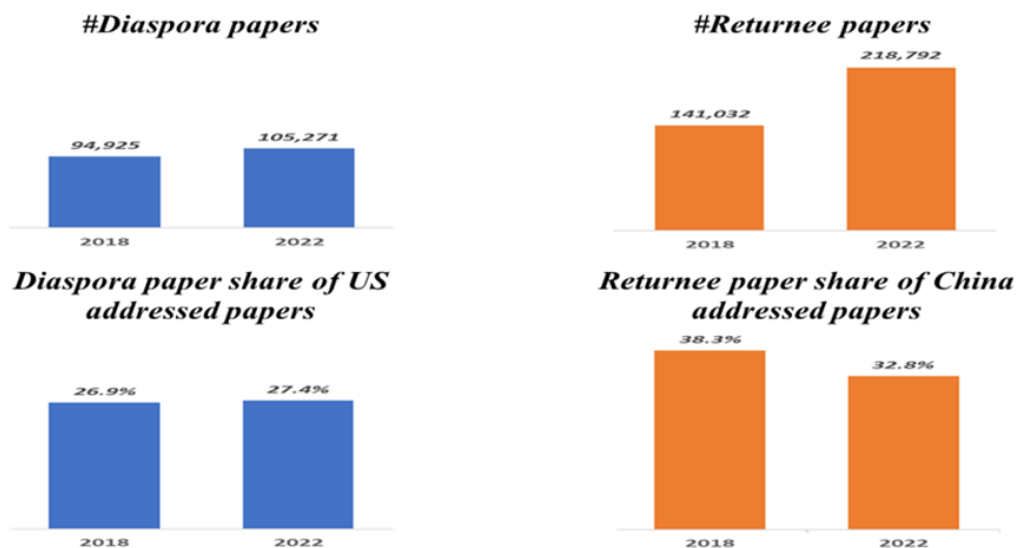 #Diaspora papers
94,925
105,271
2018
2022
#Returnee papers
218,792
141,032
2018
2022
Diaspora paper share of US
addressed papers
26.9%
27.4%
2018
2022
Returnee paper share of China
addressed papers
38.3%
32.8%
2018
2022